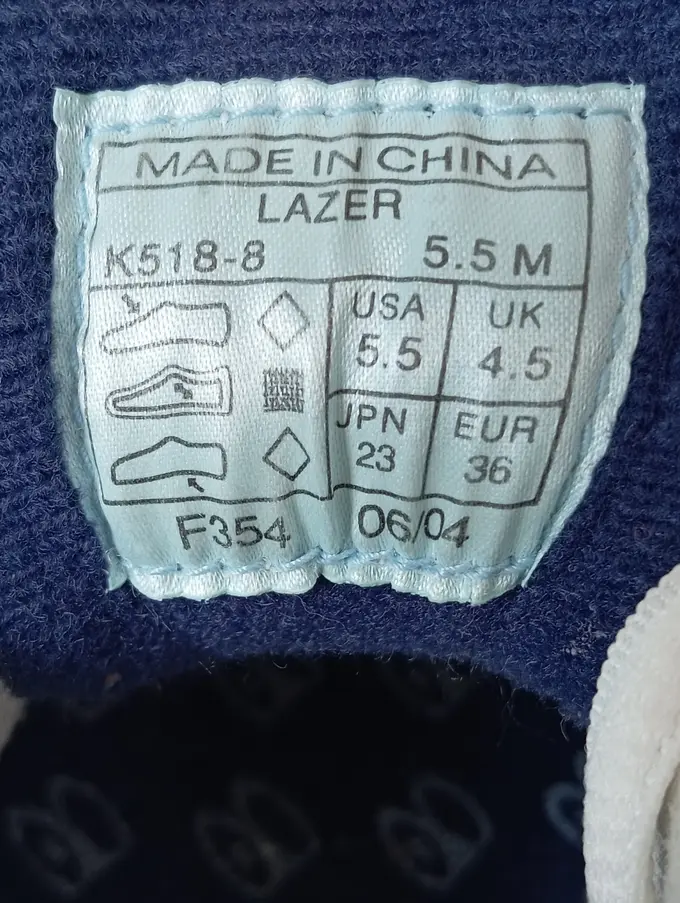 MADE IN CHINA
LAZER
K518-8 5.5 M
USA UK
5.5 4.5
JPN EUR
23 36
F354 06/04